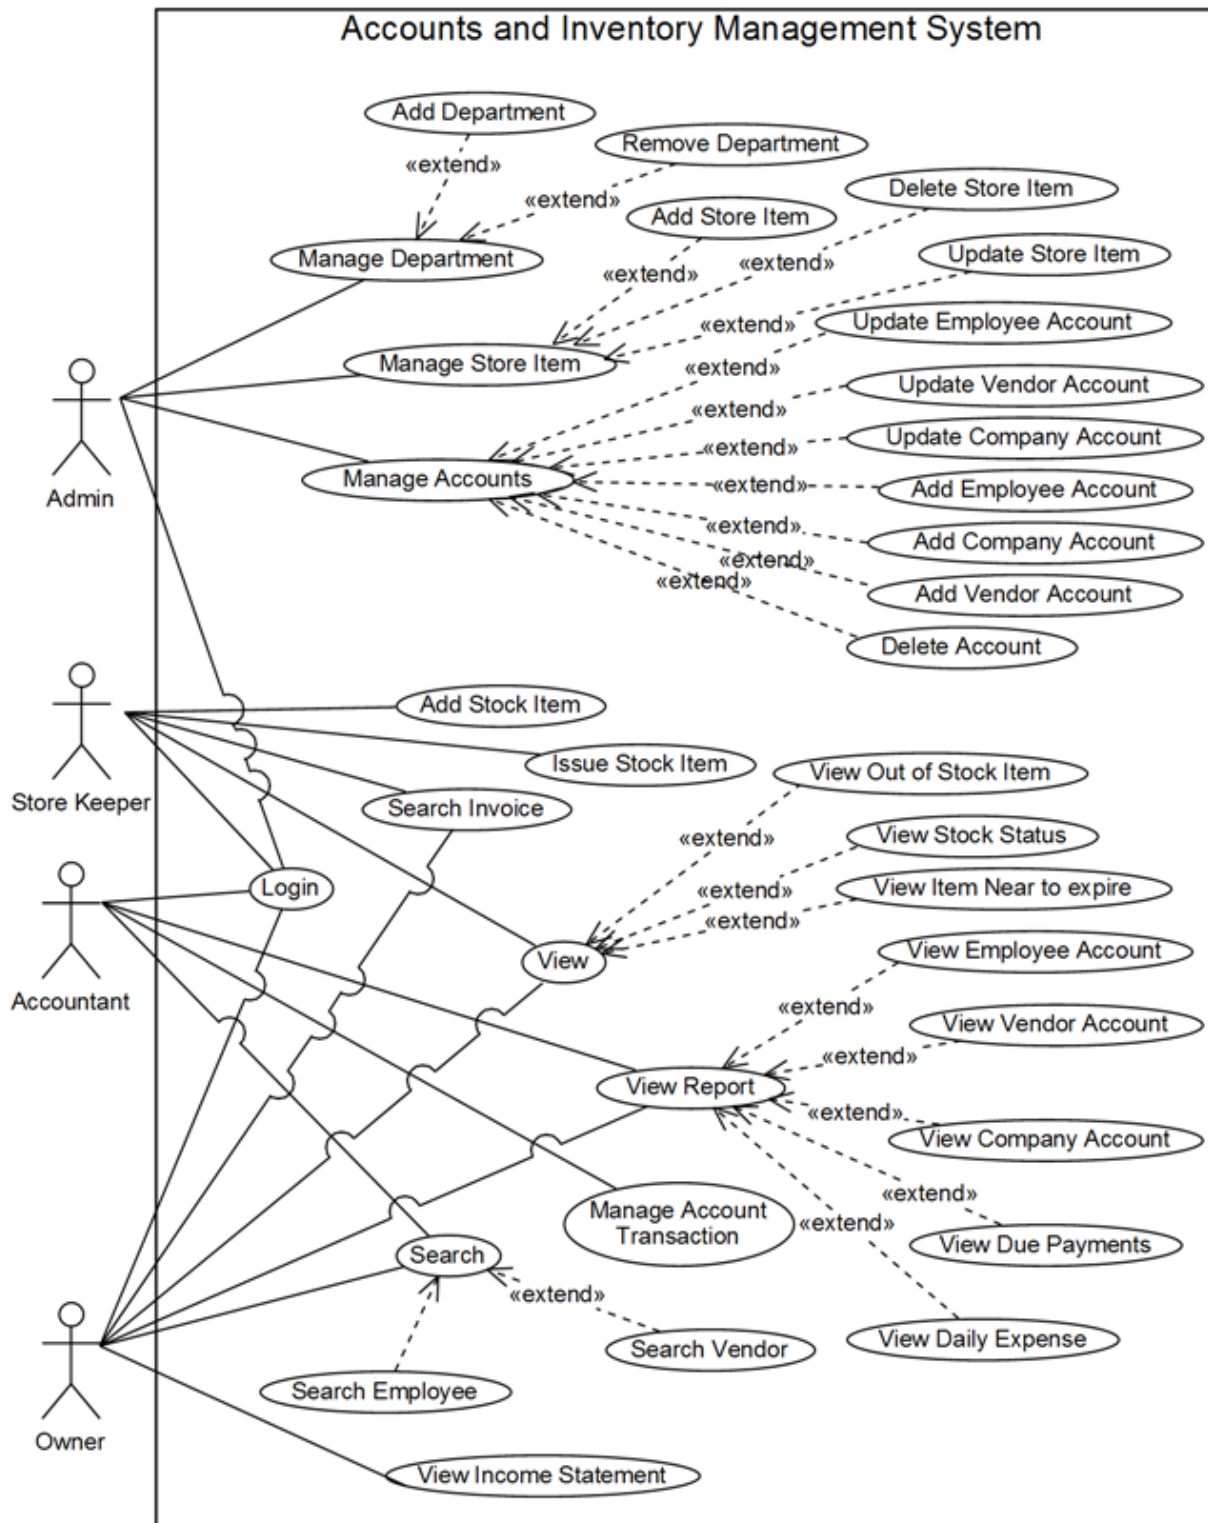 Accounts and Inventory Management System
Add Department
Remove Department
«extend»
Delete Store Item
«extend»
Add Store Item
Manage Department
«extend»
«extend»
Update Store Item
«extend»
Update Employee Account
Manage Store Item
«extend»
Update Vendor Account
«extend»
Update Company Account
«extend»
Manage Accounts
«extend»
Add Employee Account
Admin
«extend»
Add Company Account
«extend»
«extend»
Add Vendor Account
Delete Account
Add Stock Item
Issue Stock Item
View Out of Stock Item
Store Keeper
Search Invoice
«extend»
View Stock Status
Login
«extend»
View Item Near to expire
«extend»
View
View Employee Account
Accountant
«extend»
View Vendor Account
«extend»
View Report
«extend»
View Company Account
«extend»
Manage Account
Transaction
«extend»
View Due Payments
Search
«extend»
Search Vendor
View Daily Expense
Search Employee
Owner
View Income Statement